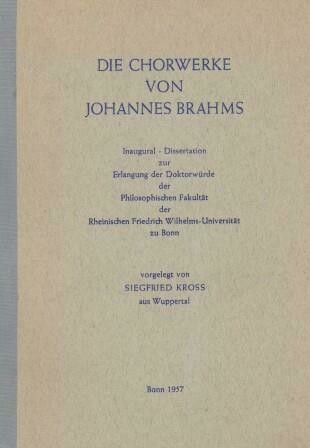 DIE CHORWERKE
VON
JOHANNES BRAHMS
Inaugural - Dissertation
zur
Erlangung der Doktorwürde
der
Philosophischen Fakultät
der
Rheinischen Friedrich Wilhelms-Universität
zu Bonn
vorgelegt von
SIEGFRIED KROSS
aus Wuppertal
Bonn 1957